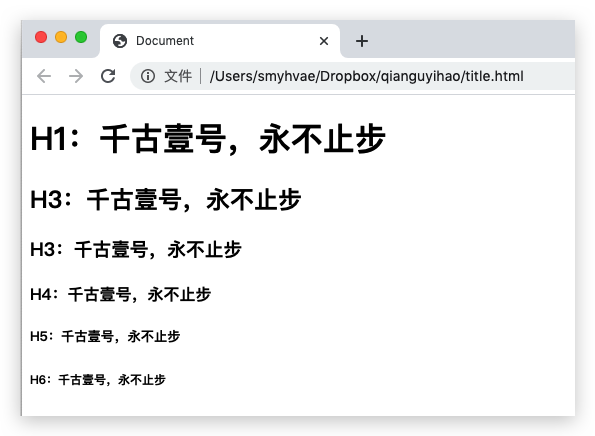 Document
文件 | /Users/smyhvae/Dropbox/qianguyihao/title.html
H1：千古壹号，永不止步
H3：千古壹号，永不止步
H3：千古壹号，永不止步
H4：千古壹号，永不止步
H5：千古壹号，永不止步
H6：千古壹号，永不止步